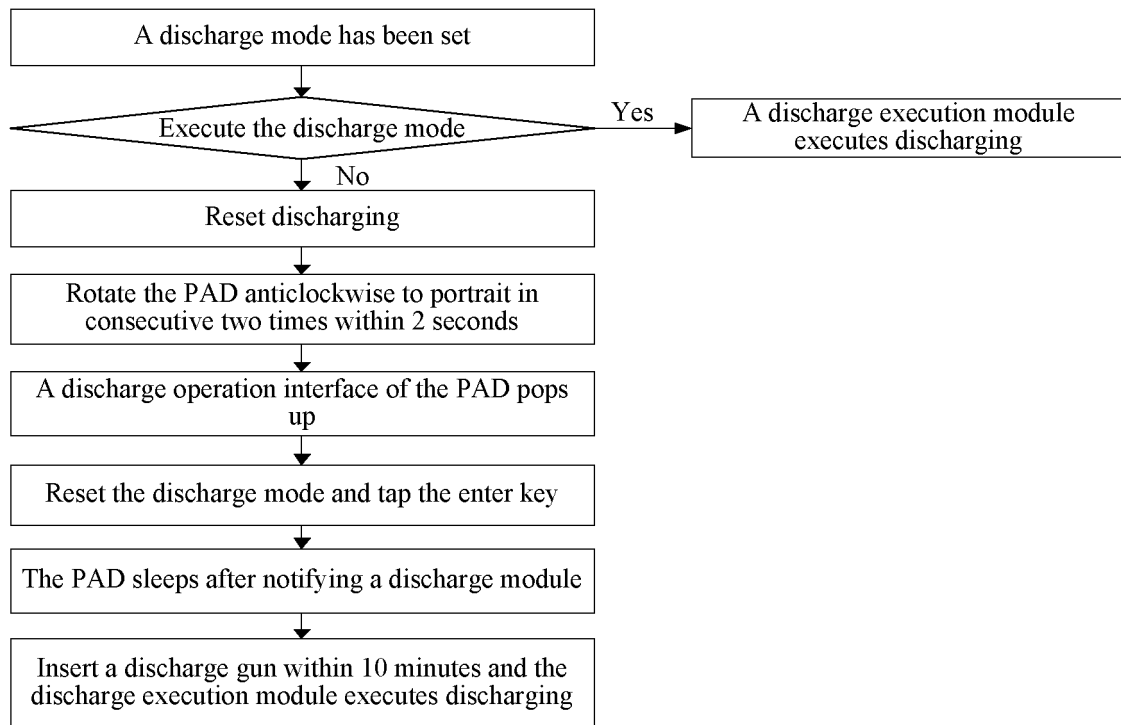 A discharge mode has been set
Execute the discharge mode
Yes
A discharge execution module
executes discharging
No
Reset discharging
Rotate the PAD anticlockwise to portrait in
consecutive two times within 2 seconds
A discharge operation interface of the PAD pops
up
Reset the discharge mode and tap the enter key
The PAD sleeps after notifying a discharge module
Insert a discharge gun within 10 minutes and the
discharge execution module executes discharging